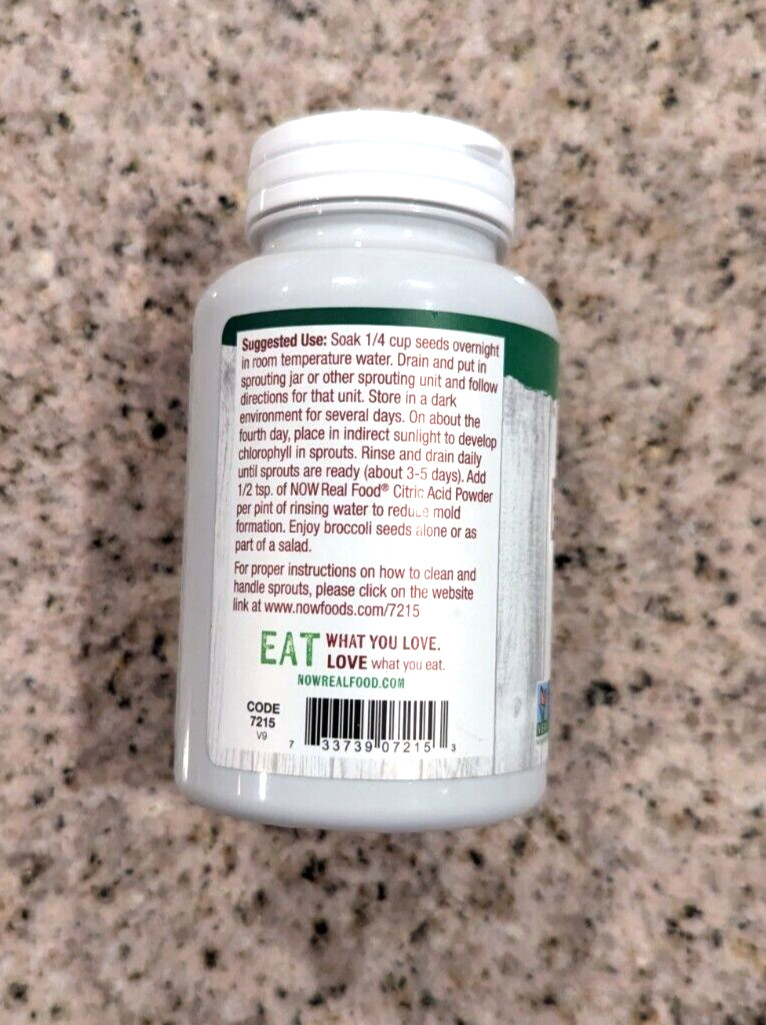 Suggested Use: Soak 1/4 cup seeds overnight
in room temperature water. Drain and put in
sprouting jar or other sprouting unit and follow
directions for that unit. Store in a dark
environment for several days. On about the
fourth day, place in indirect sunlight to develop
chlorophyll in sprouts. Rinse and drain daily
until sprouts are ready (about 3-5 days). Add
1/2 tsp. of NOW Real Food® Citric Acid Powder
per pint of rinsing water to reduce mold
formation. Enjoy broccoli seeds alone or as
part of a salad.
For proper instructions on how to clean and
handle sprouts, please click on the website
link at www.nowfoods.com/7215
EAT WHAT YOU LOVE.
LOVE what you eat.
NOWREALFOOD.COM
CODE
7215
V9
7 33739 07215 3